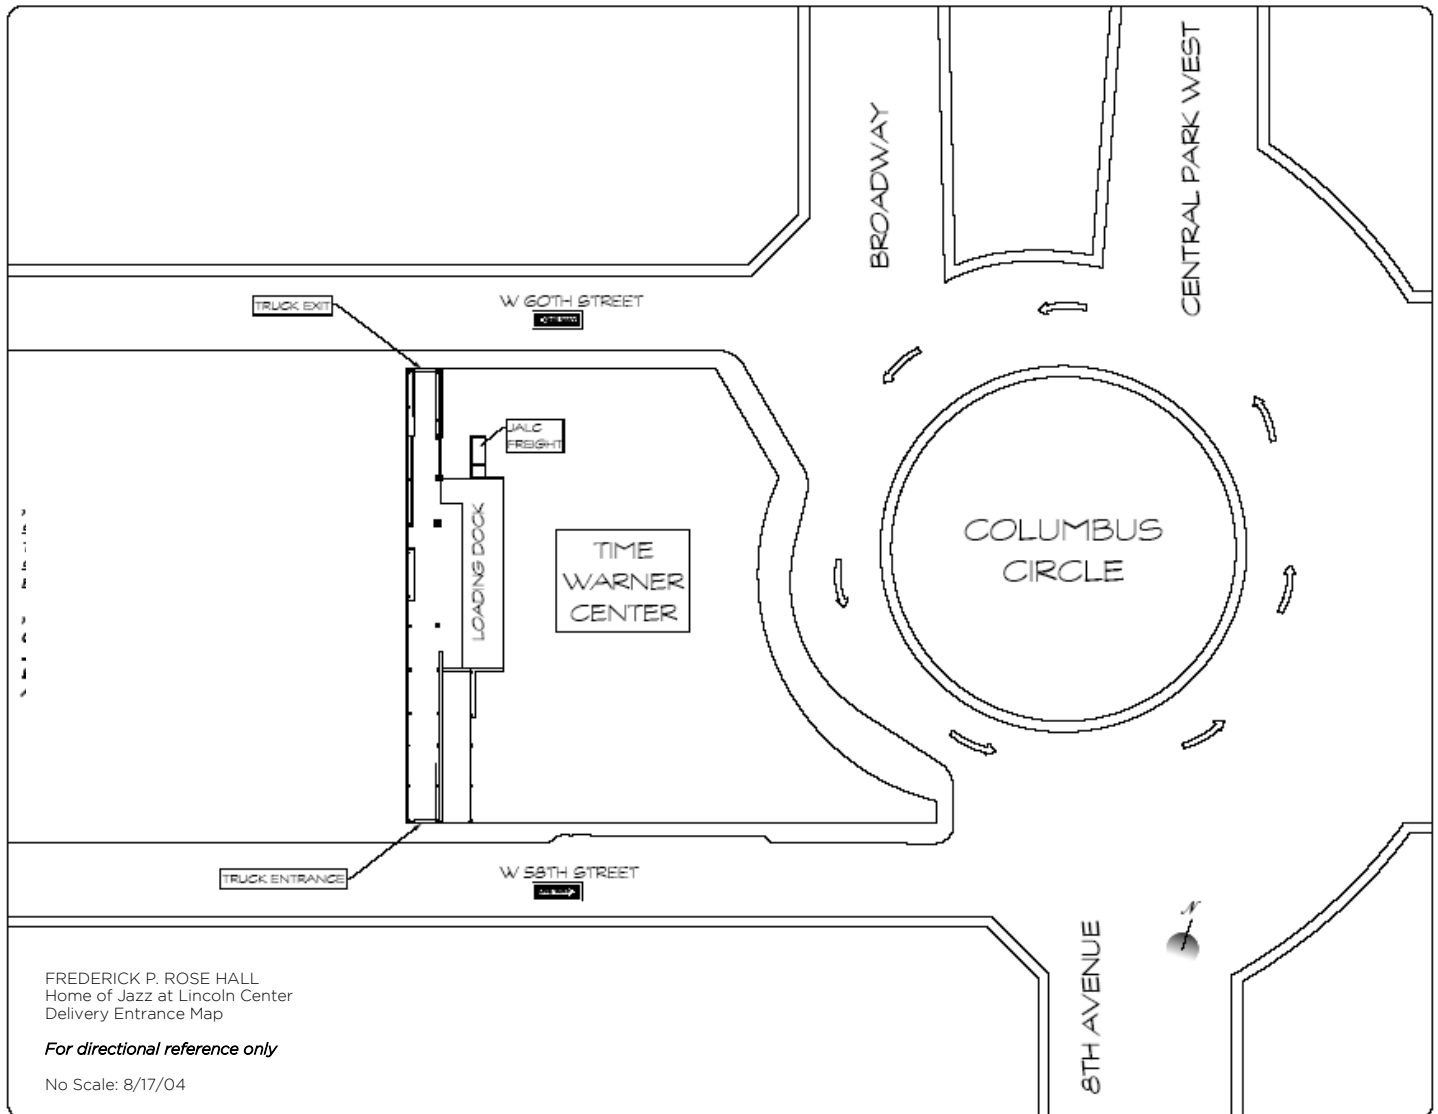 BROADWAY
CENTRAL PARK WEST
W 60TH STREET
TRUCK EXIT
JALC
FREIGHT
LOADING DOCK
TIME
WARNER
CENTER
COLUMBUS
CIRCLE
W 58TH STREET
TRUCK ENTRANCE
N
8TH AVENUE
FREDERICK P. ROSE HALL
Home of Jazz at Lincoln Center
Delivery Entrance Map
For directional reference only
No Scale: 8/17/04